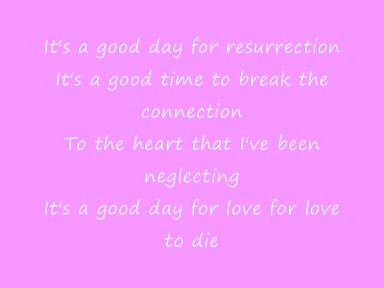 It's a good day for resurrection
It's a good time to break the
connection
To the heart that I've been
neglecting
It's a good day for love for love
to die